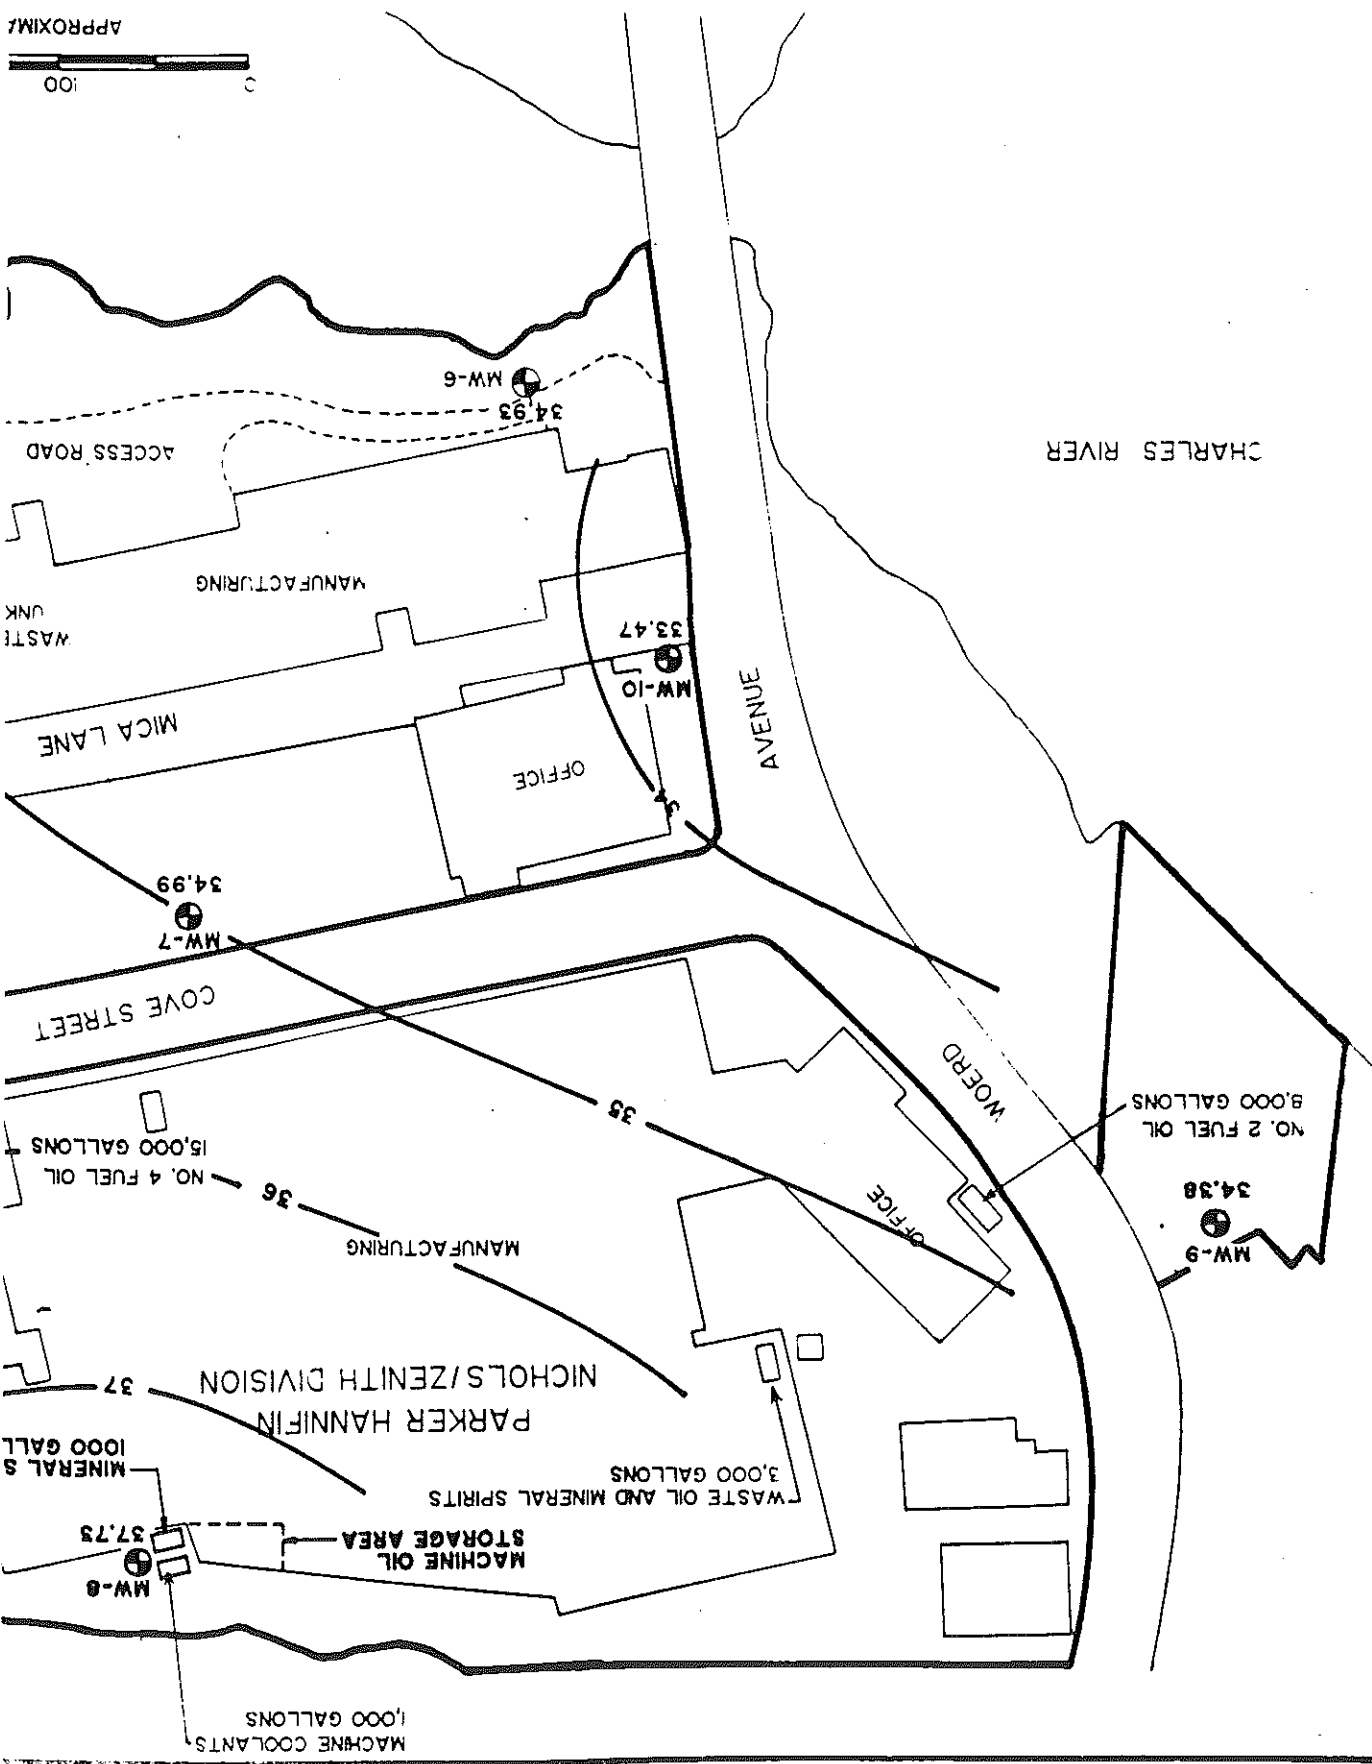 MACHINE COOLANTS
1,000 GALLONS
MW-8
37.73
MACHINE OIL
STORAGE AREA
MINERAL S
1000 GALL
WASTE OIL AND MINERAL SPIRITS
3,000 GALLONS
PARKER HANNIFIN
NICHOLS/ZENITH DIVISION
37
MW-9
34.38
MANUFACTURING
OFFICE
36
NO. 4 FUEL OIL
15,000 GALLONS
NO. 2 FUEL OIL
8,000 GALLONS
35
WOERD
COVE STREET
MW-7
34.99
34
OFFICE
MICA LANE
AVENUE
MW-10
33.47
WASTE
UNK
MANUFACTURING
ACCESS ROAD
CHARLES RIVER
34.93
MW-6
0
100
APPROXIMA